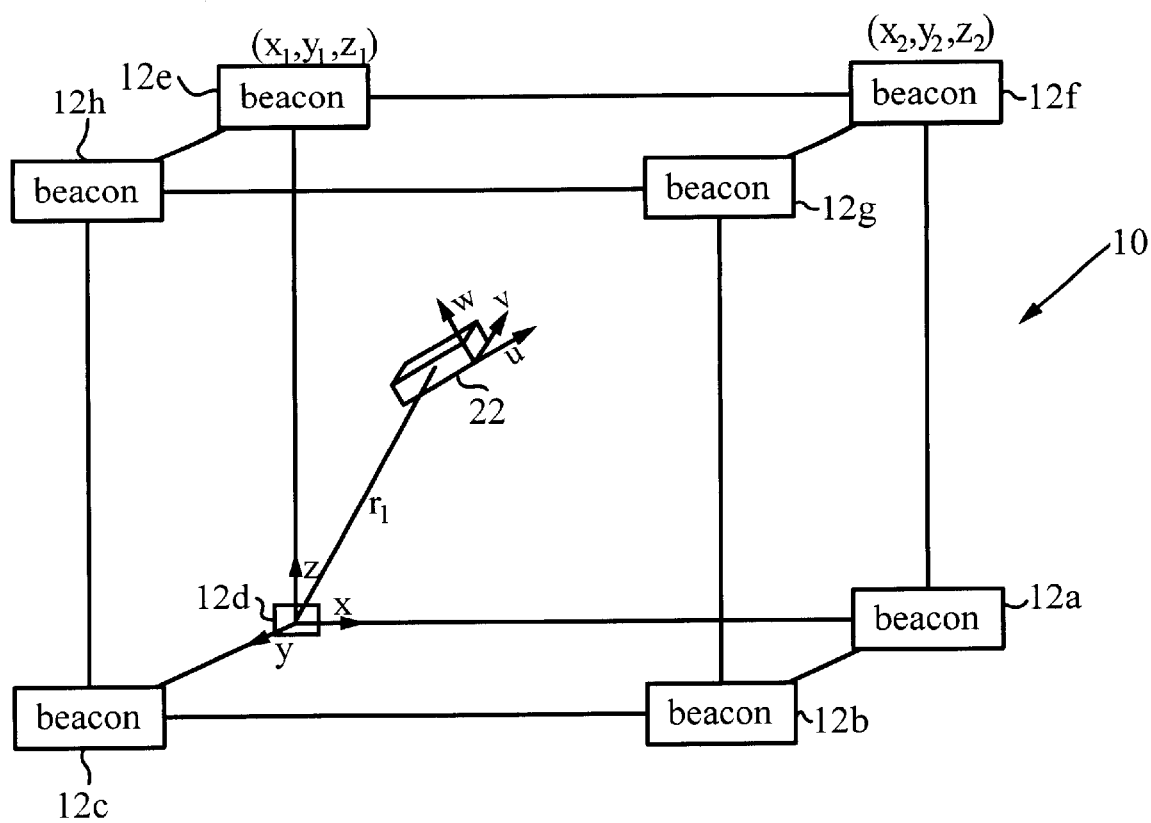 (x₁,y₁,z₁)
(x₂,y₂,z₂)
12e
beacon
beacon
12f
12h
beacon
beacon
12g
10
w
v
u
22
r₁
z
12d
x
y
beacon
12a
beacon
beacon
12b
12c